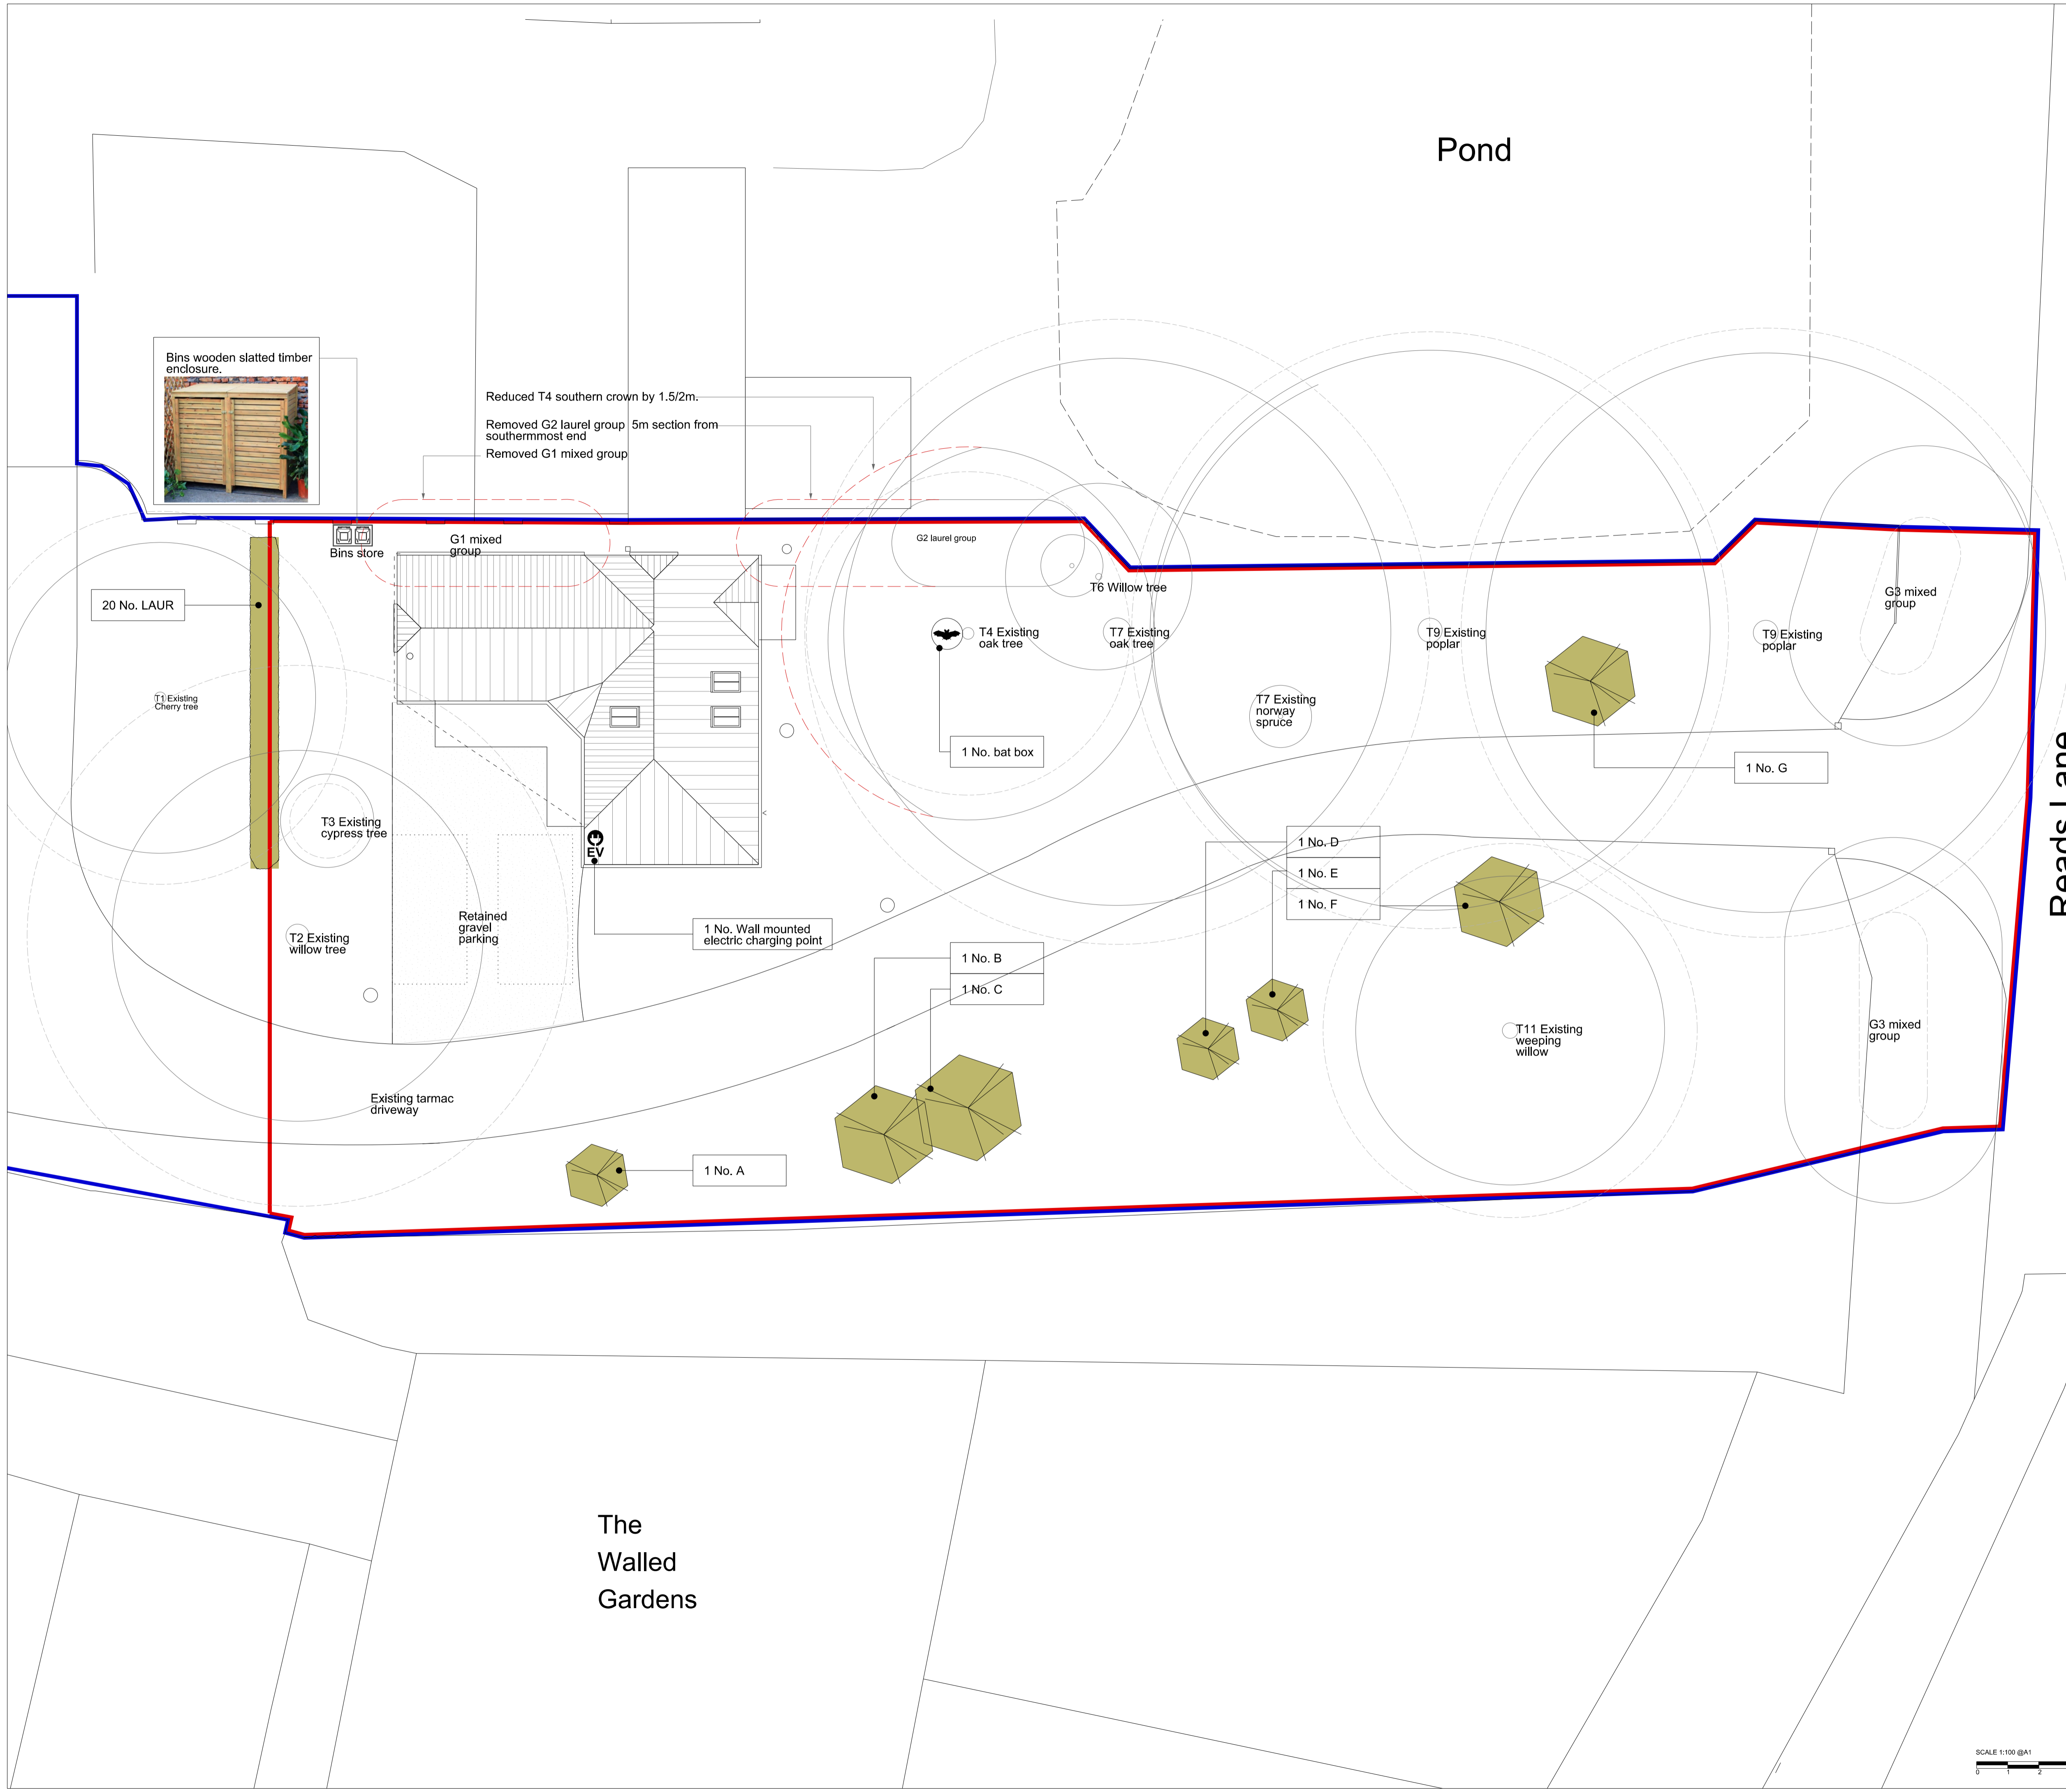 Pond
Bins wooden slatted timber
enclosure.
Reduced T4 southern crown by 1.5/2m.
Removed G2 laurel group 5m section from
southernmost end
Removed G1 mixed group
Bins store
G1 mixed
group
G2 laurel group
20 No. LAUR
T6 Willow tree
G3 mixed
group
T4 Existing
oak tree
T7 Existing
oak tree
T9 Existing
poplar
T9 Existing
poplar
T1 Existing
Cherry tree
T7 Existing
norway
spruce
1 No. bat box
1 No. G
Reads Lane
T3 Existing
cypress tree
EV
1 No. D
1 No. E
1 No. F
Retained
gravel
parking
1 No. Wall mounted
electric charging point
T2 Existing
willow tree
1 No. B
1 No. C
T11 Existing
weeping
willow
G3 mixed
group
Existing tarmac
driveway
1 No. A
The
Walled
Gardens
SCALE 1:100 @A1
0 1 2